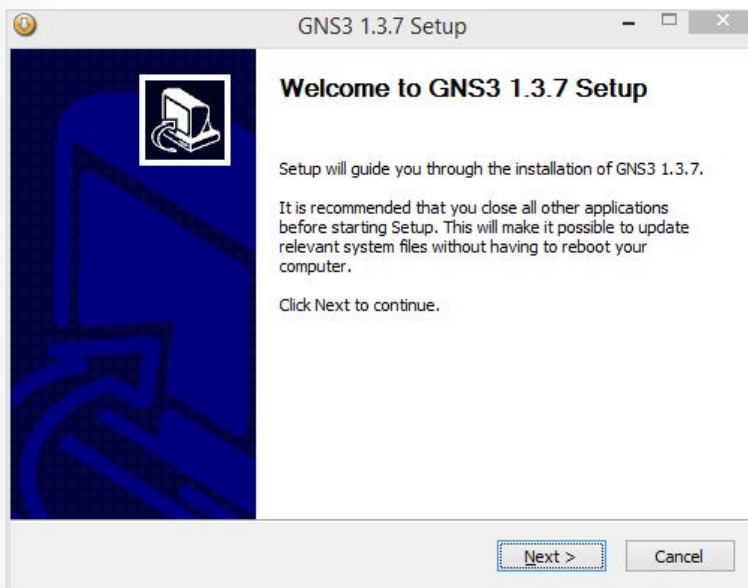 GNS3 1.3.7 Setup
Welcome to GNS3 1.3.7 Setup
Setup will guide you through the installation of GNS3 1.3.7.
It is recommended that you close all other applications
before starting Setup. This will make it possible to update
relevant system files without having to reboot your
computer.
Click Next to continue.
Next >
Cancel